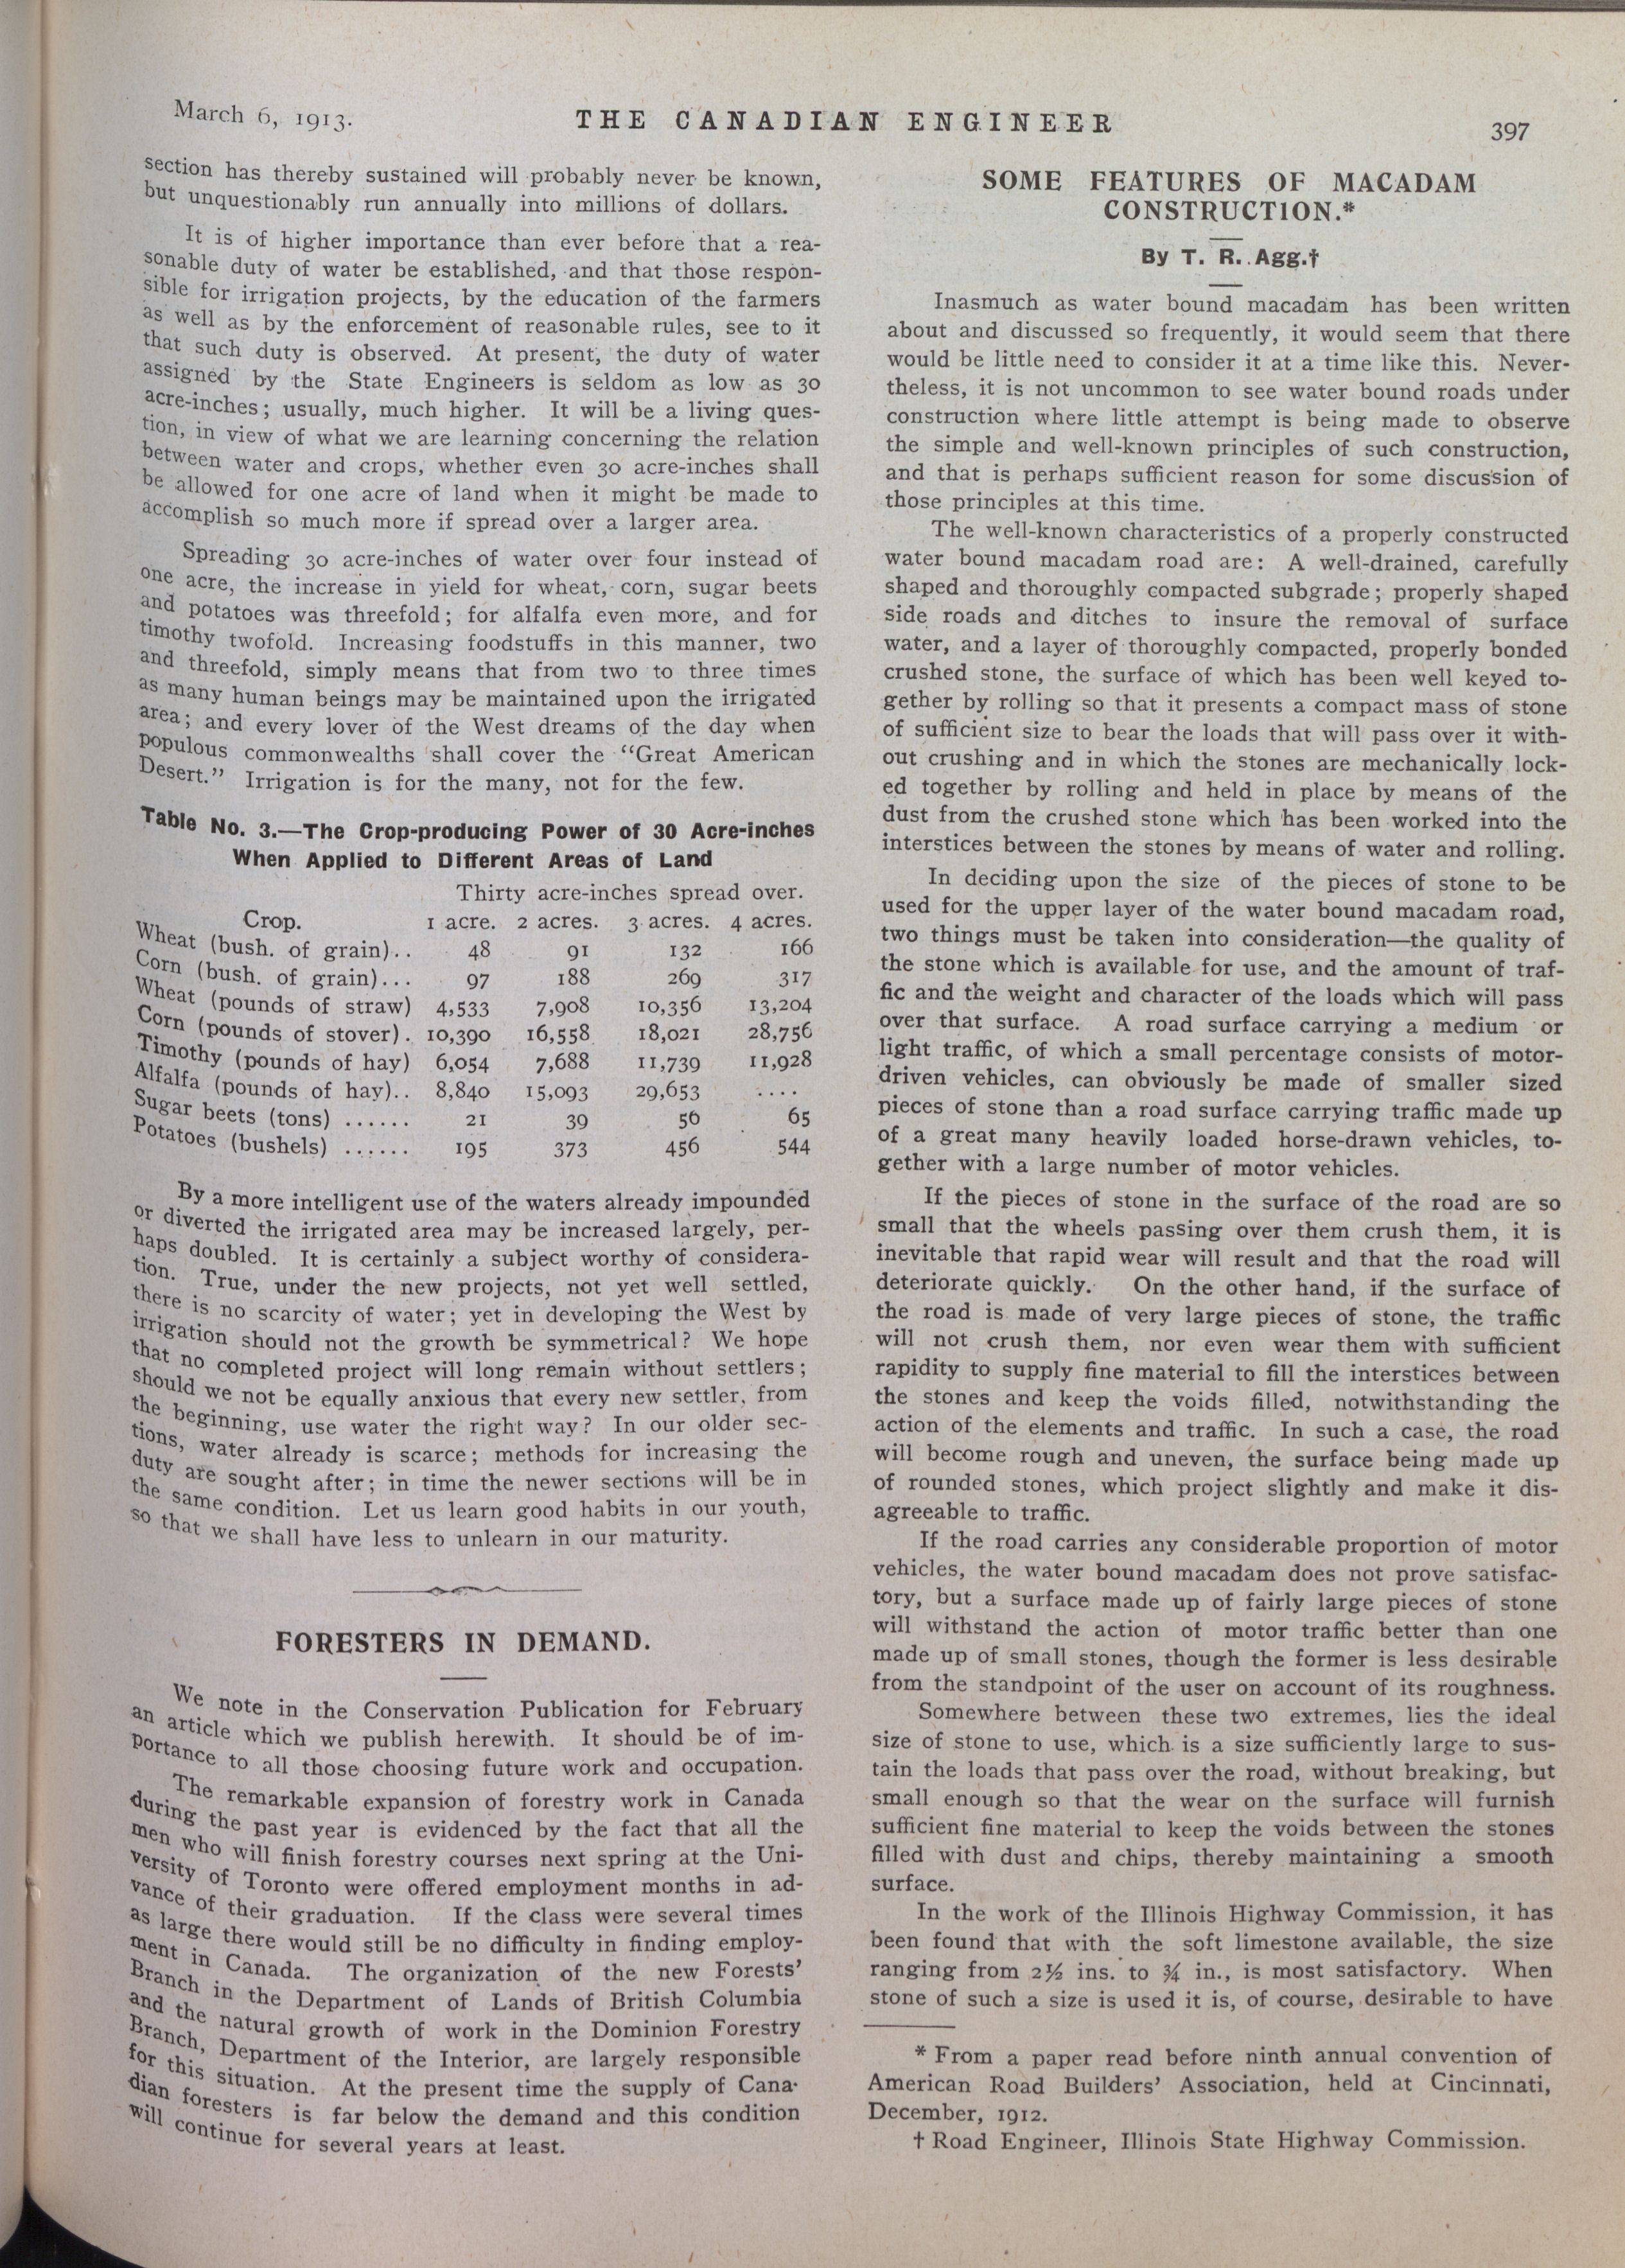 March 6, 1913.
THE CANADIAN ENGINEER
397
section has thereby sustained will probably never be known,
but unquestionably run annually into millions of dollars.
It is of higher importance than ever before that a rea-
sonable duty of water be established, and that those respon-
sible for irrigation projects, by the education of the farmers
as well as by the enforcement of reasonable rules, see to it
that such duty is observed. At present, the duty of water
assigned by the State Engineers is seldom as low as 30
acre-inches; usually, much higher. It will be a living ques-
tion, in view of what we are learning concerning the relation
between water and crops, whether even 30 acre-inches shall
be allowed for one acre of land when it might be made to
accomplish so much more if spread over a larger area.
Spreading 30 acre-inches of water over four instead of
one acre, the increase in yield for wheat, corn, sugar beets
and potatoes was threefold; for alfalfa even more, and for
timothy twofold. Increasing foodstuffs in this manner, two
and threefold, simply means that from two to three times
as many human beings may be maintained upon the irrigated
area; and every lover of the West dreams of the day when
populous commonwealths shall cover the "Great American
Desert." Irrigation is for the many, not for the few.
Table No. 3.—The Crop-producing Power of 30 Acre-inches
When Applied to Different Areas of Land
Thirty acre-inches spread over.
Crop. 1 acre. 2 acres. 3 acres. 4 acres.
Wheat (bush. of grain).. 48 91 132 166
Corn (bush. of grain)... 97 188 269 317
Wheat (pounds of straw) 4,533 7,908 10,356 13,204
Corn (pounds of stover). 10,390 16,558 18,021 28,756
Timothy (pounds of hay) 6,054 7,688 11,739 11,928
Alfalfa (pounds of hay).. 8,840 15,093 29,653 ....
Sugar beets (tons) ...... 21 39 56 65
Potatoes (bushels) ...... 195 373 456 544
By a more intelligent use of the waters already impounded
or diverted the irrigated area may be increased largely, per-
haps doubled. It is certainly a subject worthy of considera-
tion. True, under the new projects, not yet well settled,
there is no scarcity of water; yet in developing the West by
irrigation should not the growth be symmetrical? We hope
that no completed project will long remain without settlers;
should we not be equally anxious that every new settler, from
the beginning, use water the right way? In our older sec-
tions, water already is scarce; methods for increasing the
duty are sought after; in time the newer sections will be in
the same condition. Let us learn good habits in our youth,
so that we shall have less to unlearn in our maturity.
FORESTERS IN DEMAND.
We note in the Conservation Publication for February
an article which we publish herewith. It should be of im-
portance to all those choosing future work and occupation.
The remarkable expansion of forestry work in Canada
during the past year is evidenced by the fact that all the
men who will finish forestry courses next spring at the Uni-
versity of Toronto were offered employment months in ad-
vance of their graduation. If the class were several times
as large there would still be no difficulty in finding employ-
ment in Canada. The organization of the new Forests'
Branch in the Department of Lands of British Columbia
and the natural growth of work in the Dominion Forestry
Branch, Department of the Interior, are largely responsible
for this situation. At the present time the supply of Cana-
dian foresters is far below the demand and this condition
will continue for several years at least.
SOME FEATURES OF MACADAM
CONSTRUCTION.*
By T. R. Agg.†
Inasmuch as water bound macadam has been written
about and discussed so frequently, it would seem that there
would be little need to consider it at a time like this. Never-
theless, it is not uncommon to see water bound roads under
construction where little attempt is being made to observe
the simple and well-known principles of such construction,
and that is perhaps sufficient reason for some discussion of
those principles at this time.
The well-known characteristics of a properly constructed
water bound macadam road are: A well-drained, carefully
shaped and thoroughly compacted subgrade; properly shaped
side roads and ditches to insure the removal of surface
water, and a layer of thoroughly compacted, properly bonded
crushed stone, the surface of which has been well keyed to-
gether by rolling so that it presents a compact mass of stone
of sufficient size to bear the loads that will pass over it with-
out crushing and in which the stones are mechanically lock-
ed together by rolling and held in place by means of the
dust from the crushed stone which has been worked into the
interstices between the stones by means of water and rolling.
In deciding upon the size of the pieces of stone to be
used for the upper layer of the water bound macadam road,
two things must be taken into consideration—the quality of
the stone which is available for use, and the amount of traf-
fic and the weight and character of the loads which will pass
over that surface. A road surface carrying a medium or
light traffic, of which a small percentage consists of motor-
driven vehicles, can obviously be made of smaller sized
pieces of stone than a road surface carrying traffic made up
of a great many heavily loaded horse-drawn vehicles, to-
gether with a large number of motor vehicles.
If the pieces of stone in the surface of the road are so
small that the wheels passing over them crush them, it is
inevitable that rapid wear will result and that the road will
deteriorate quickly. On the other hand, if the surface of
the road is made of very large pieces of stone, the traffic
will not crush them, nor even wear them with sufficient
rapidity to supply fine material to fill the interstices between
the stones and keep the voids filled, notwithstanding the
action of the elements and traffic. In such a case, the road
will become rough and uneven, the surface being made up
of rounded stones, which project slightly and make it dis-
agreeable to traffic.
If the road carries any considerable proportion of motor
vehicles, the water bound macadam does not prove satisfac-
tory, but a surface made up of fairly large pieces of stone
will withstand the action of motor traffic better than one
made up of small stones, though the former is less desirable
from the standpoint of the user on account of its roughness.
Somewhere between these two extremes, lies the ideal
size of stone to use, which is a size sufficiently large to sus-
tain the loads that pass over the road, without breaking, but
small enough so that the wear on the surface will furnish
sufficient fine material to keep the voids between the stones
filled with dust and chips, thereby maintaining a smooth
surface.
In the work of the Illinois Highway Commission, it has
been found that with the soft limestone available, the size
ranging from 2½ ins. to ¾ in., is most satisfactory. When
stone of such a size is used it is, of course, desirable to have
* From a paper read before ninth annual convention of
American Road Builders' Association, held at Cincinnati,
December, 1912.
† Road Engineer, Illinois State Highway Commission.